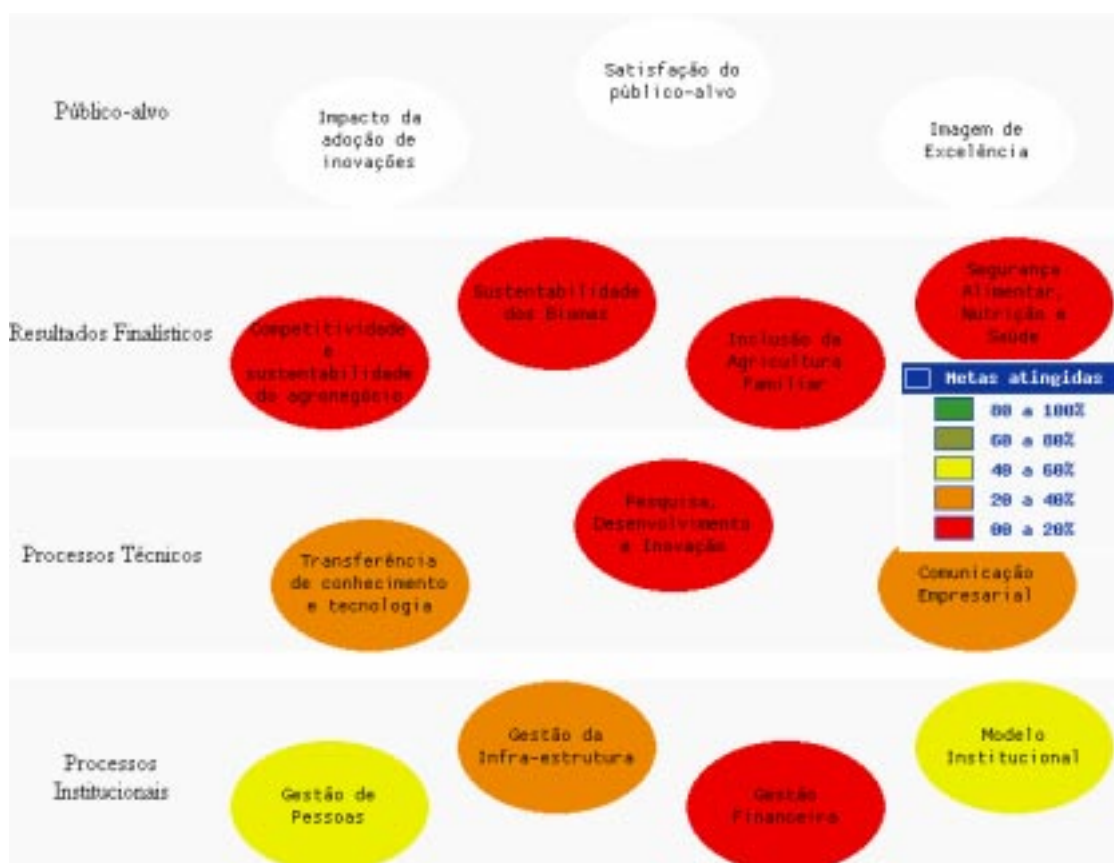 Público-alvo
Impacto da
adoção de
inovações
Satisfação do
público-alvo
Imagem de
Excelência
Resultados Finalísticos
Competitividade
e
sustentabilidade
do agronegócio
Sustentabilidade
dos Biomas
Inclusão da
Agricultura
Familiar
Segurança
Alimentar,
Nutrição e
Saúde
Metas atingidas
80 a 100%
60 a 80%
40 a 60%
20 a 40%
00 a 20%
Processos Técnicos
Transferência
de conhecimento
e tecnologia
Pesquisa,
Desenvolvimento
e Inovação
Comunicação
Empresarial
Processos
Institucionais
Gestão de
Pessoas
Gestão da
Infra-estrutura
Gestão
Financeira
Modelo
Institucional